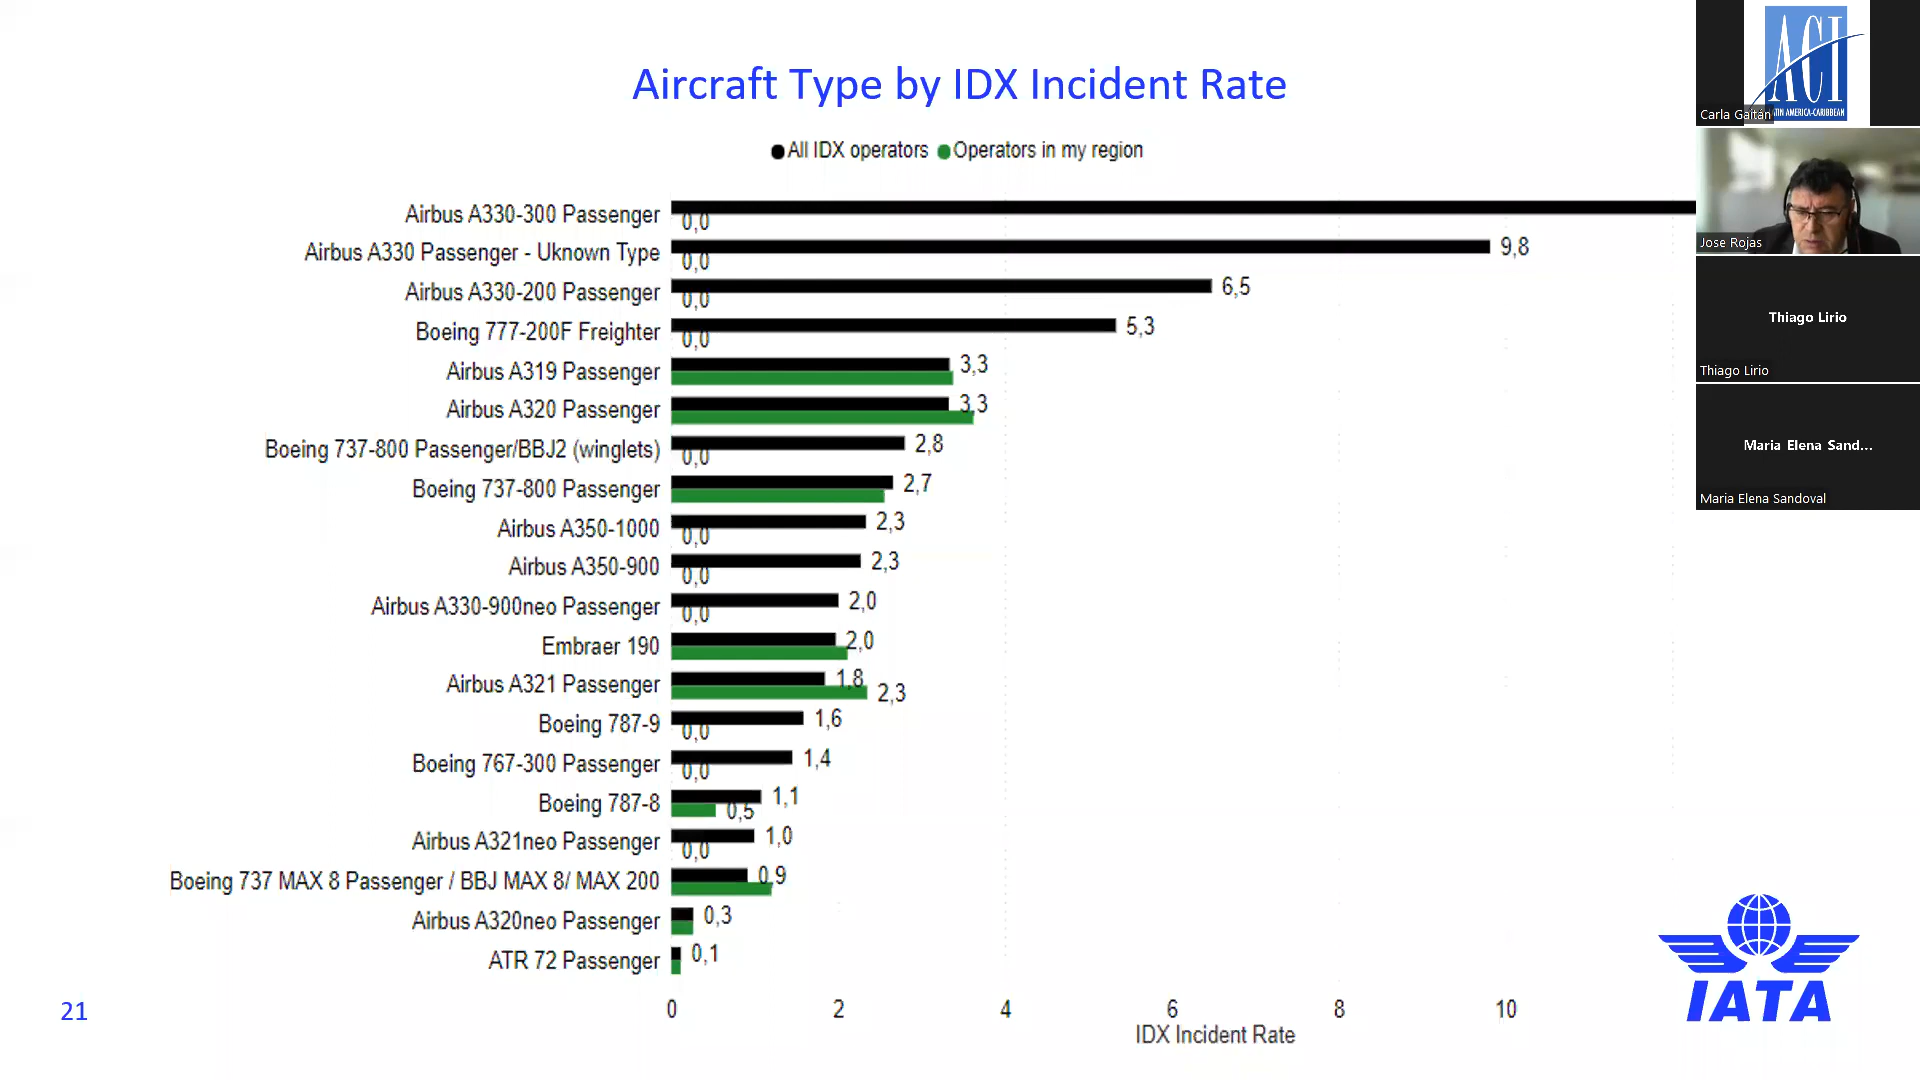 Aircraft Type by IDX Incident Rate
All IDX operators Operators in my region
Airbus A330-300 Passenger
0,0
Airbus A330 Passenger - Uknown Type
9,8
0,0
Airbus A330-200 Passenger
6,5
0,0
Boeing 777-200F Freighter
5,3
0,0
Airbus A319 Passenger
3,3
Airbus A320 Passenger
3,3
Boeing 737-800 Passenger/BBJ2 (winglets)
2,8
0,0
Boeing 737-800 Passenger
2,7
Airbus A350-1000
2,3
0,0
Airbus A350-900
2,3
0,0
Airbus A330-900neo Passenger
2,0
0,0
Embraer 190
2,0
Airbus A321 Passenger
1,8
2,3
Boeing 787-9
1,6
0,0
Boeing 767-300 Passenger
1,4
0,0
Boeing 787-8
1,1
0,5
Airbus A321neo Passenger
1,0
0,0
Boeing 737 MAX 8 Passenger / BBJ MAX 8/ MAX 200
0,9
Airbus A320neo Passenger
0,3
ATR 72 Passenger
0,1
0 2 4 6 8 10
IDX Incident Rate
21
IATA
ACI
LATIN AMERICA-CARIBBEAN
Carla Gaitán
Jose Rojas
Thiago Lirio
Thiago Lirio
Maria Elena Sand...
Maria Elena Sandoval